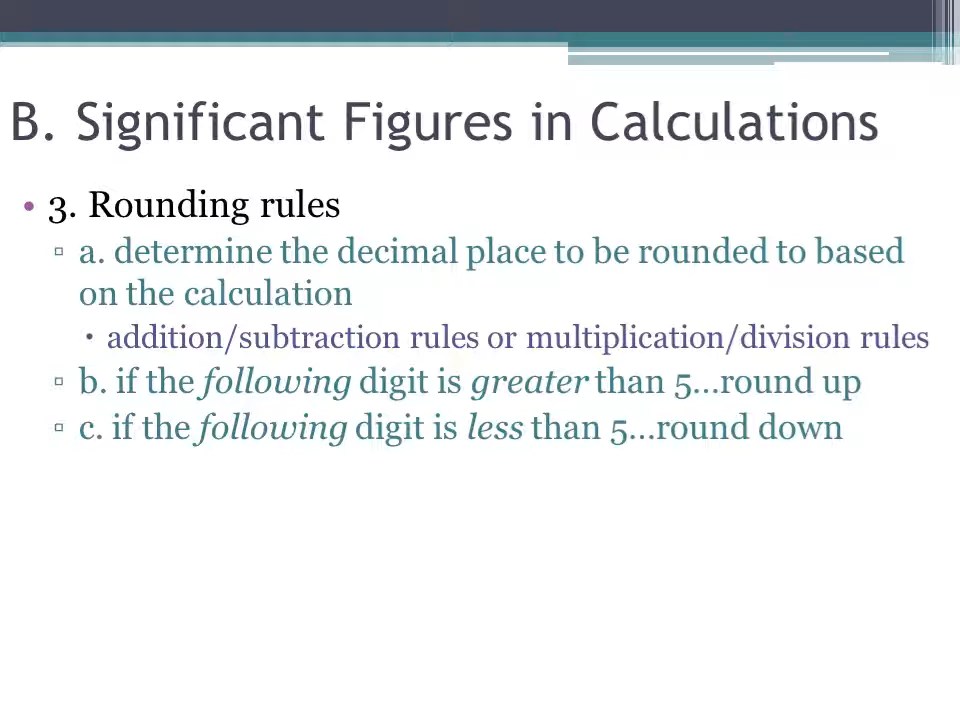 B. Significant Figures in Calculations
• 3. Rounding rules
▫ a. determine the decimal place to be rounded to based
on the calculation
▪ addition/subtraction rules or multiplication/division rules
▫ b. if the following digit is greater than 5…round up
▫ c. if the following digit is less than 5…round down